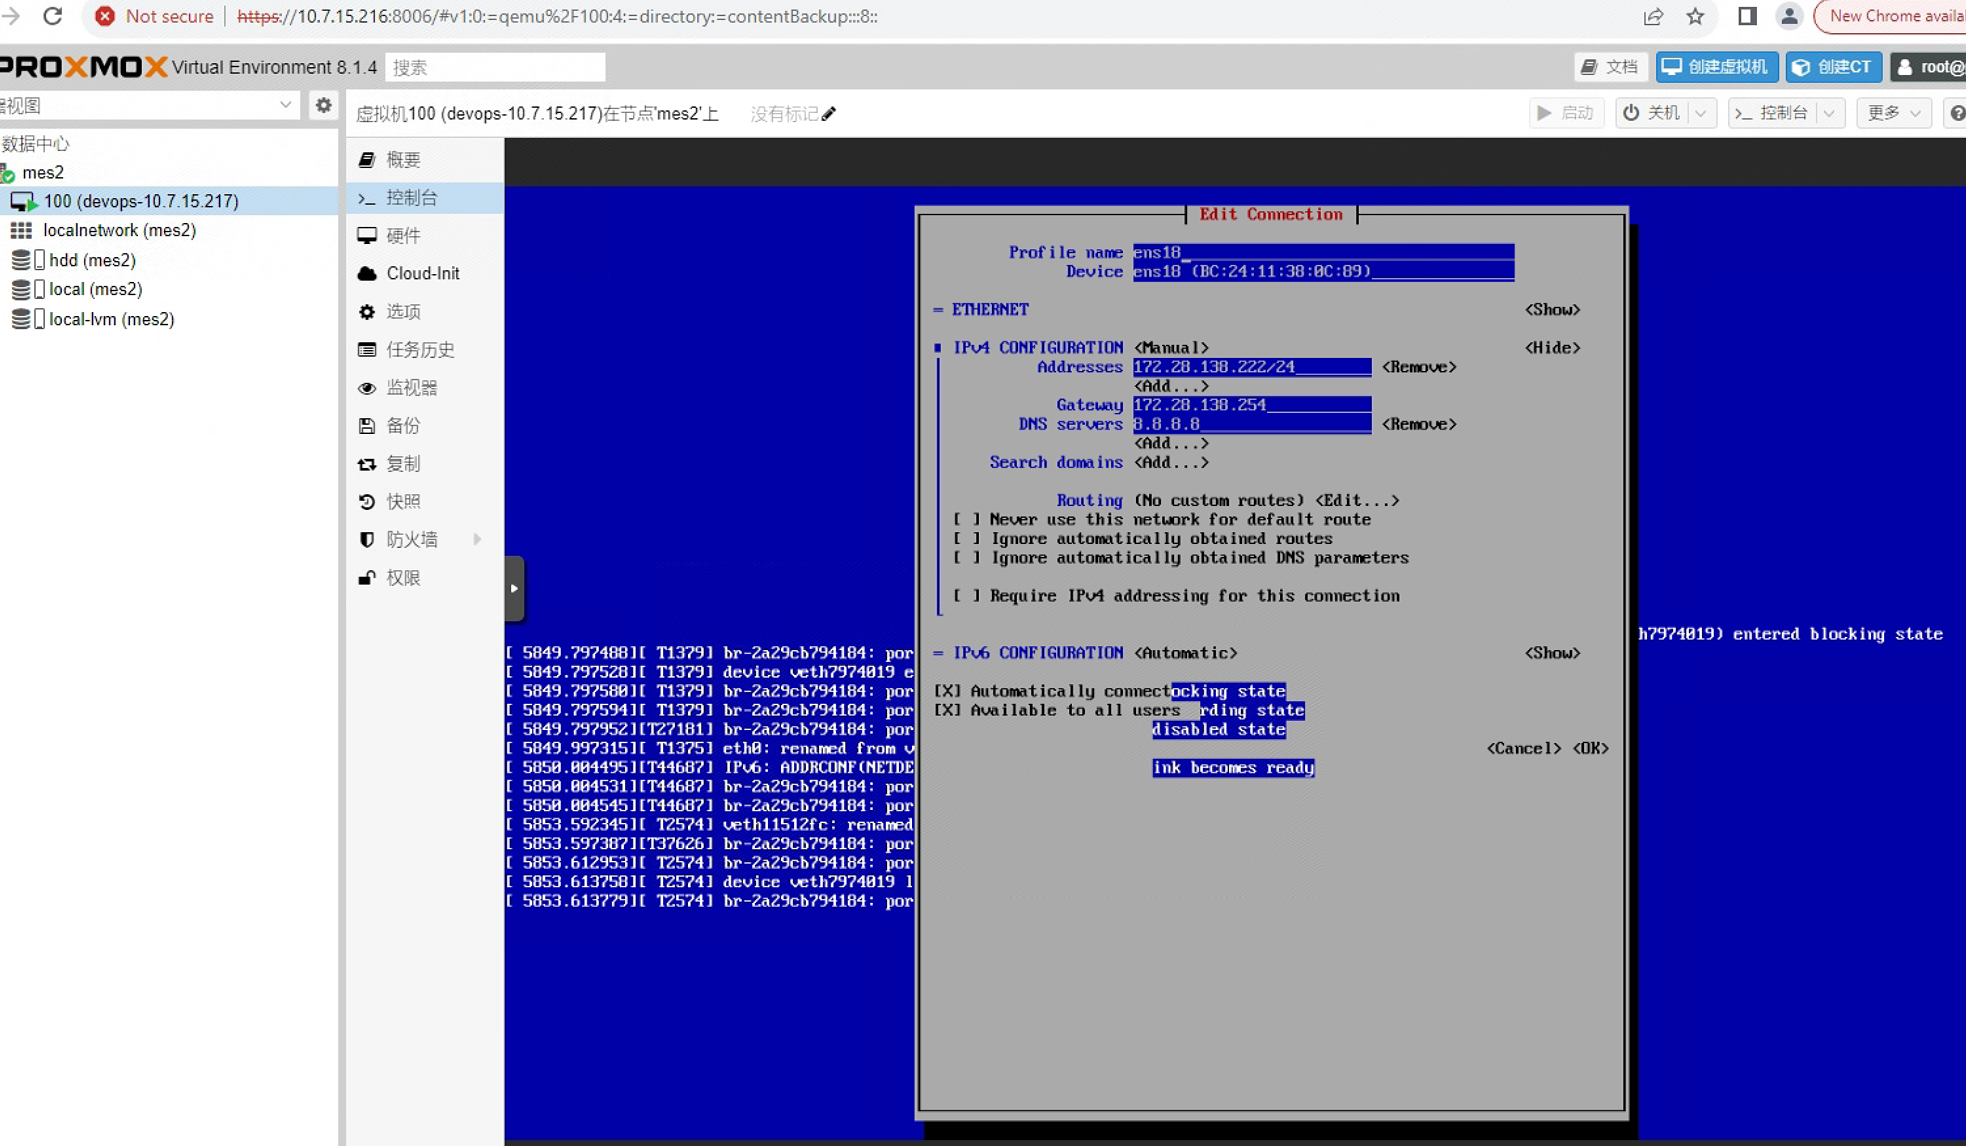 Not secure https://10.7.15.216:8006/#v1:0:=qemu%2F100:4:=directory:=contentBackup:::8::
New Chrome availa
PROXMOX Virtual Environment 8.1.4 搜索
文档 创建虚拟机 创建CT root@
视图
虚拟机100 (devops-10.7.15.217)在节点'mes2'上 没有标记
启动 关机 控制台 更多
数据中心
mes2
100 (devops-10.7.15.217)
localnetwork (mes2)
hdd (mes2)
local (mes2)
local-lvm (mes2)
概要
控制台
硬件
Cloud-Init
选项
任务历史
监视器
备份
复制
快照
防火墙
权限
Edit Connection
Profile name ens18
Device ens18 (BC:24:11:38:0C:89)
= ETHERNET <Show>
IPv4 CONFIGURATION <Manual> <Hide>
Addresses 172.28.138.222/24 <Remove>
<Add...>
Gateway 172.28.138.254
DNS servers 8.8.8.8 <Remove>
<Add...>
Search domains <Add...>
Routing (No custom routes) <Edit...>
[ ] Never use this network for default route
[ ] Ignore automatically obtained routes
[ ] Ignore automatically obtained DNS parameters
[ ] Require IPv4 addressing for this connection
h7974019) entered blocking state
= IPv6 CONFIGURATION <Automatic> <Show>
[X] Automatically connectocking state
[X] Available to all users rding state
disabled state
<Cancel> <OK>
ink becomes ready
[ 5849.797488][ T1379] br-2a29cb794184: por
[ 5849.797528][ T1379] device veth7974019 e
[ 5849.797580][ T1379] br-2a29cb794184: por
[ 5849.797594][ T1379] br-2a29cb794184: por
[ 5849.797952][T27181] br-2a29cb794184: por
[ 5849.997315][ T1375] eth0: renamed from v
[ 5850.004495][T44687] IPv6: ADDRCONF(NETDE
[ 5850.004531][T44687] br-2a29cb794184: por
[ 5850.004545][T44687] br-2a29cb794184: por
[ 5853.592345][ T2574] veth11512fc: renamed
[ 5853.597387][T37626] br-2a29cb794184: por
[ 5853.612953][ T2574] br-2a29cb794184: por
[ 5853.613758][ T2574] device veth7974019 l
[ 5853.613779][ T2574] br-2a29cb794184: por